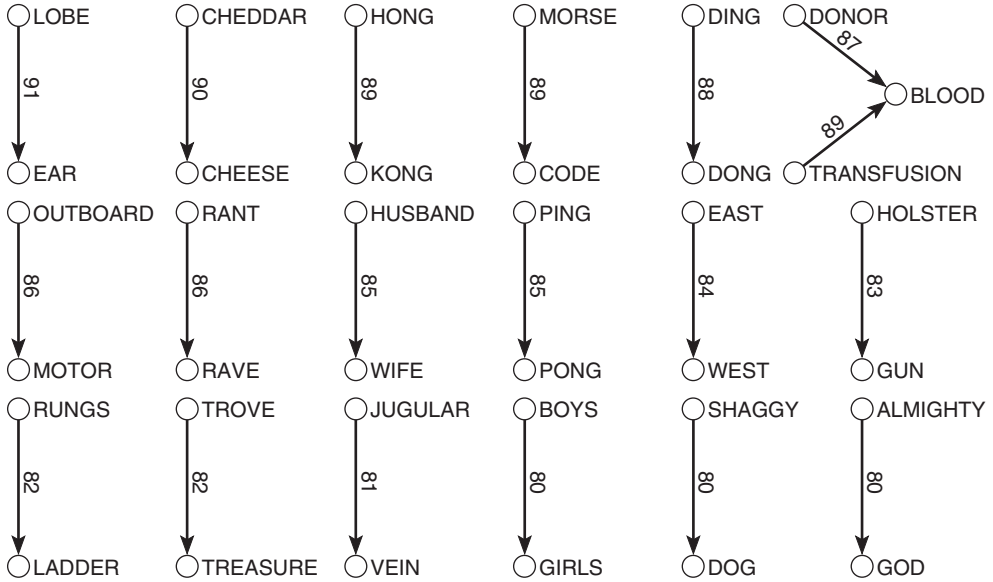 LOBE CHEDDAR HONG MORSE DING DONOR
87
91 90 89 89 88 BLOOD
89
EAR CHEESE KONG CODE DONG TRANSFUSION
OUTBOARD RANT HUSBAND PING EAST HOLSTER
86 86 85 85 84 83
MOTOR RAVE WIFE PONG WEST GUN
RUNGS TROVE JUGULAR BOYS SHAGGY ALMIGHTY
82 82 81 80 80 80
LADDER TREASURE VEIN GIRLS DOG GOD